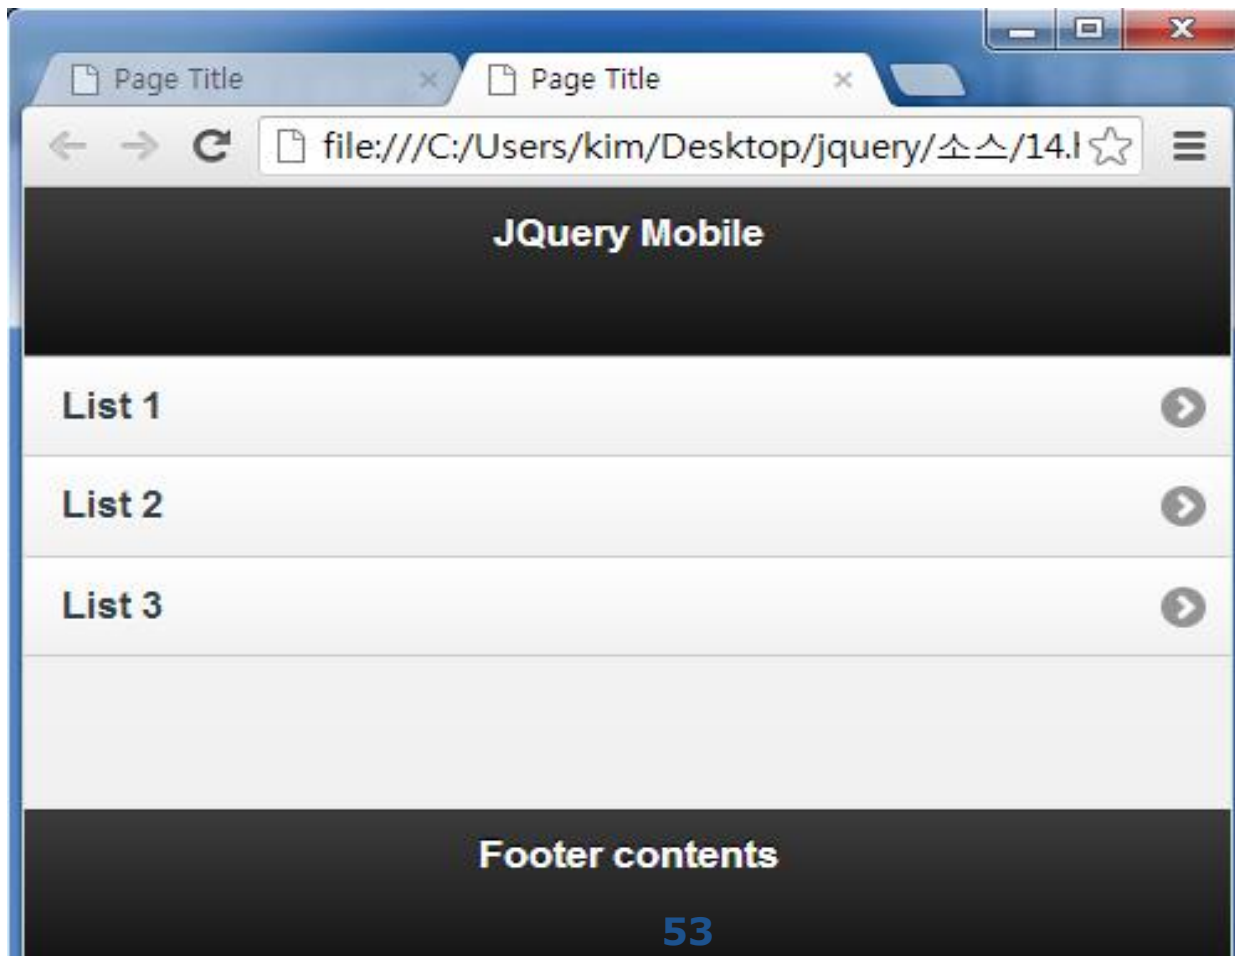 Page Title
Page Title
file:///C:/Users/kim/Desktop/jquery/소스/14.h
JQuery Mobile
List 1
List 2
List 3
Footer contents
53